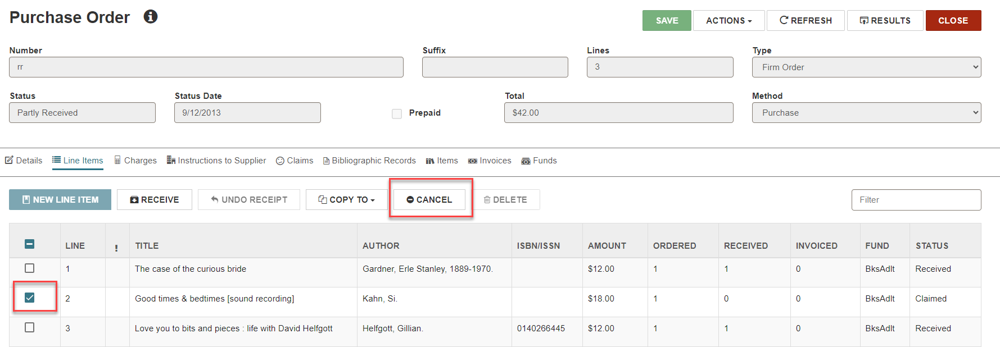 Purchase Order
SAVE ACTIONS REFRESH RESULTS CLOSE
Number Suffix Lines Type
rr 3 Firm Order
Status Status Date Total Method
Partly Received 9/12/2013 Prepaid $42.00 Purchase
Details Line Items Charges Instructions to Supplier Claims Bibliographic Records Items Invoices Funds
NEW LINE ITEM RECEIVE UNDO RECEIPT COPY TO CANCEL DELETE Filter
LINE ! TITLE AUTHOR ISBN/ISSN AMOUNT ORDERED RECEIVED INVOICED FUND STATUS
1 The case of the curious bride Gardner, Erle Stanley, 1889-1970. $12.00 1 1 0 BksAdlt Received
2 Good times & bedtimes [sound recording] Kahn, Si. $18.00 1 0 0 BksAdlt Claimed
3 Love you to bits and pieces : life with David Helfgott Helfgott, Gillian. 0140266445 $12.00 1 1 0 BksAdlt Received